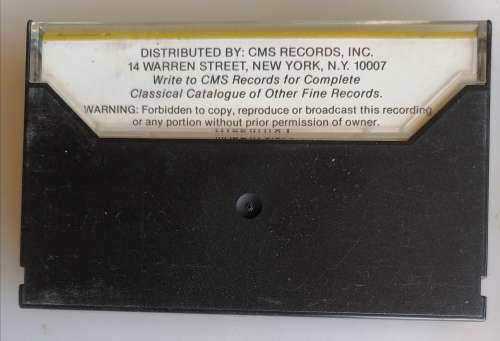 DISTRIBUTED BY: CMS RECORDS, INC.
14 WARREN STREET, NEW YORK, N.Y. 10007
Write to CMS Records for Complete
Classical Catalogue of Other Fine Records.
WARNING: Forbidden to copy, reproduce or broadcast this recording
or any portion without prior permission of owner.